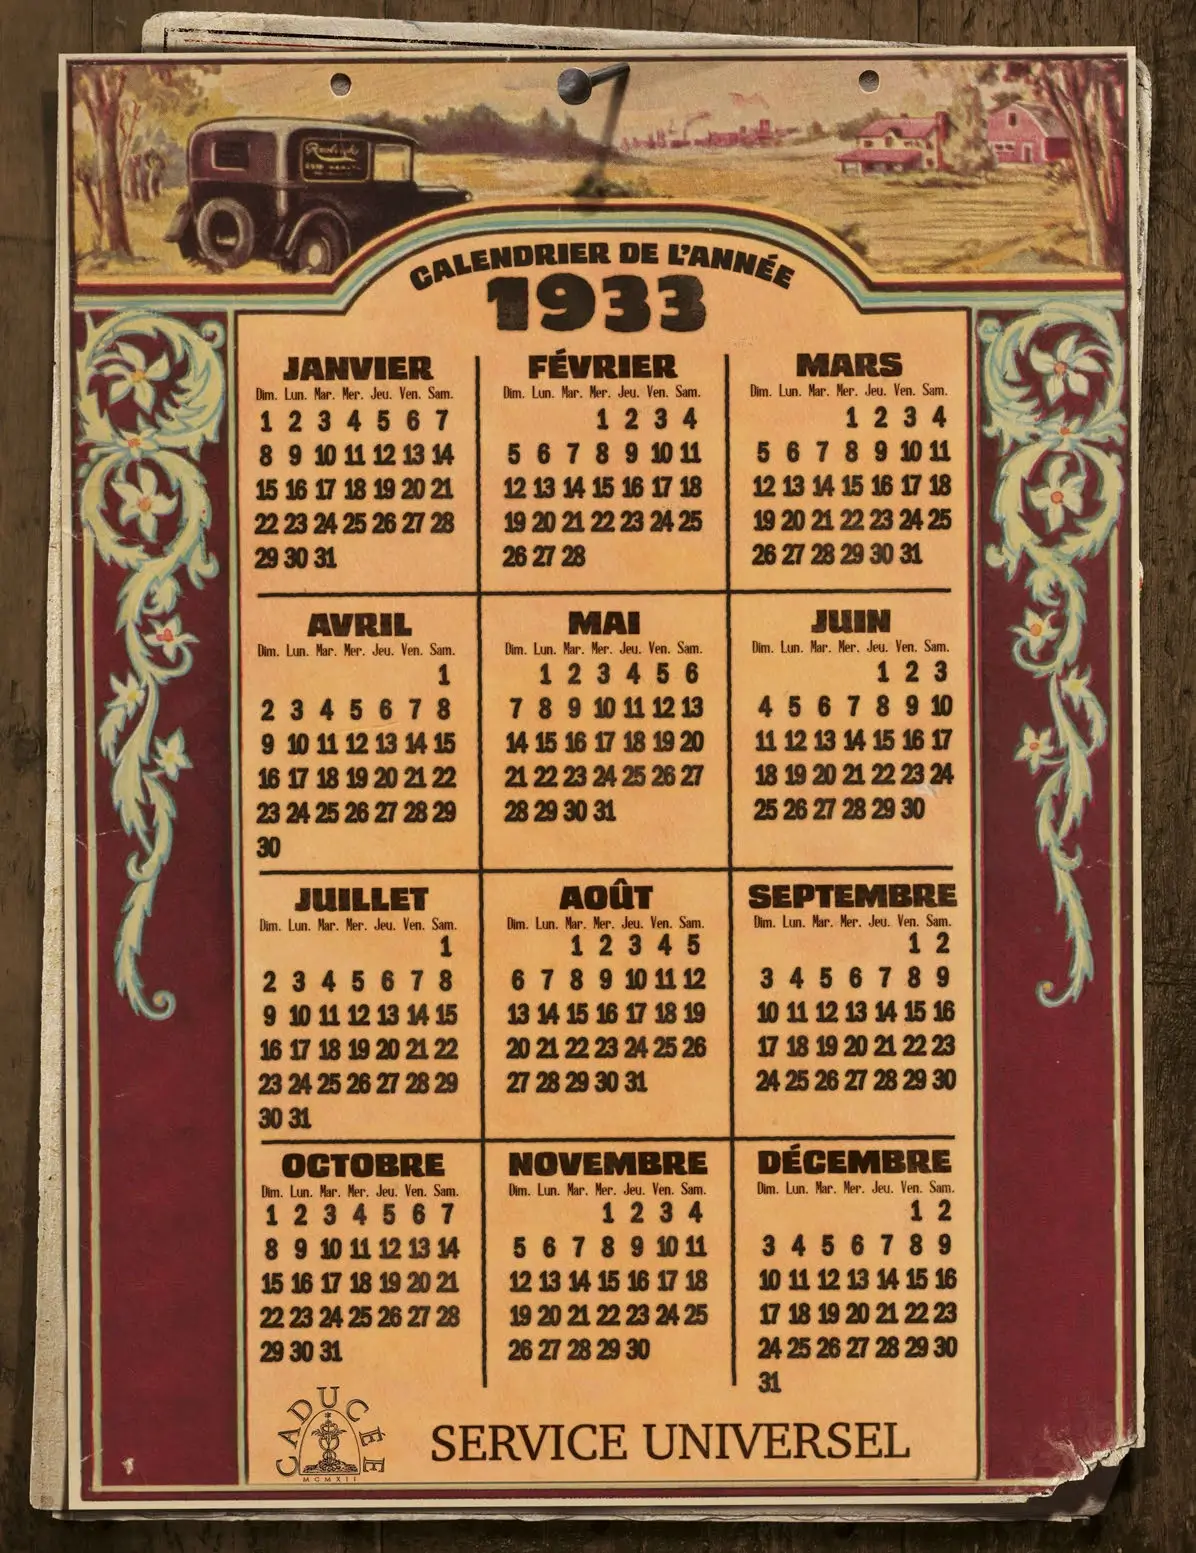 Rawleigh's
CALENDRIER DE L'ANNÉE
1933
JANVIER
Dim. Lun. Mar. Mer. Jeu. Ven. Sam.
1 2 3 4 5 6 7
8 9 10 11 12 13 14
15 16 17 18 19 20 21
22 23 24 25 26 27 28
29 30 31
FÉVRIER
Dim. Lun. Mar. Mer. Jeu. Ven. Sam.
1 2 3 4
5 6 7 8 9 10 11
12 13 14 15 16 17 18
19 20 21 22 23 24 25
26 27 28
MARS
Dim. Lun. Mar. Mer. Jeu. Ven. Sam.
1 2 3 4
5 6 7 8 9 10 11
12 13 14 15 16 17 18
19 20 21 22 23 24 25
26 27 28 29 30 31
AVRIL
Dim. Lun. Mar. Mer. Jeu. Ven. Sam.
1
2 3 4 5 6 7 8
9 10 11 12 13 14 15
16 17 18 19 20 21 22
23 24 25 26 27 28 29
30
MAI
Dim. Lun. Mar. Mer. Jeu. Ven. Sam.
1 2 3 4 5 6
7 8 9 10 11 12 13
14 15 16 17 18 19 20
21 22 23 24 25 26 27
28 29 30 31
JUIN
Dim. Lun. Mar. Mer. Jeu. Ven. Sam.
1 2 3
4 5 6 7 8 9 10
11 12 13 14 15 16 17
18 19 20 21 22 23 24
25 26 27 28 29 30
JUILLET
Dim. Lun. Mar. Mer. Jeu. Ven. Sam.
1
2 3 4 5 6 7 8
9 10 11 12 13 14 15
16 17 18 19 20 21 22
23 24 25 26 27 28 29
30 31
AOÛT
Dim. Lun. Mar. Mer. Jeu. Ven. Sam.
1 2 3 4 5
6 7 8 9 10 11 12
13 14 15 16 17 18 19
20 21 22 23 24 25 26
27 28 29 30 31
SEPTEMBRE
Dim. Lun. Mar. Mer. Jeu. Ven. Sam.
1 2
3 4 5 6 7 8 9
10 11 12 13 14 15 16
17 18 19 20 21 22 23
24 25 26 27 28 29 30
OCTOBRE
Dim. Lun. Mar. Mer. Jeu. Ven. Sam.
1 2 3 4 5 6 7
8 9 10 11 12 13 14
15 16 17 18 19 20 21
22 23 24 25 26 27 28
29 30 31
NOVEMBRE
Dim. Lun. Mar. Mer. Jeu. Ven. Sam.
1 2 3 4
5 6 7 8 9 10 11
12 13 14 15 16 17 18
19 20 21 22 23 24 25
26 27 28 29 30
DÉCEMBRE
Dim. Lun. Mar. Mer. Jeu. Ven. Sam.
1 2
3 4 5 6 7 8 9
10 11 12 13 14 15 16
17 18 19 20 21 22 23
24 25 26 27 28 29 30
31
CADUCÉE
MCMXII
SERVICE UNIVERSEL